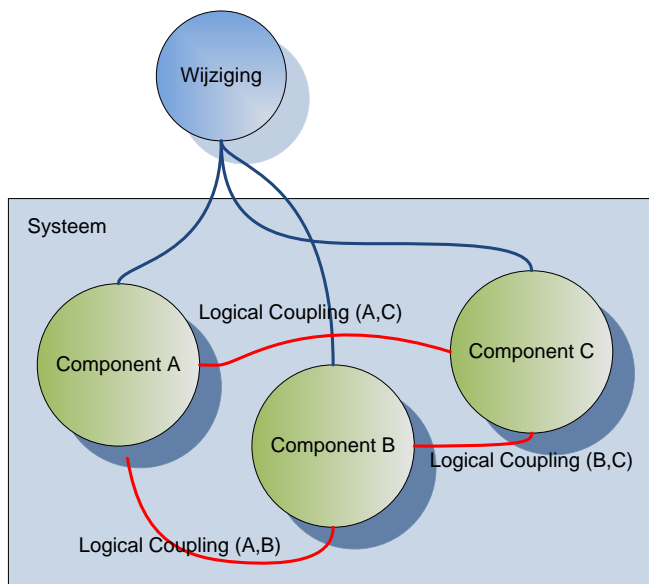 Wijziging
Systeem
Logical Coupling (A,C)
Component A
Component C
Component B
Logical Coupling (B,C)
Logical Coupling (A,B)